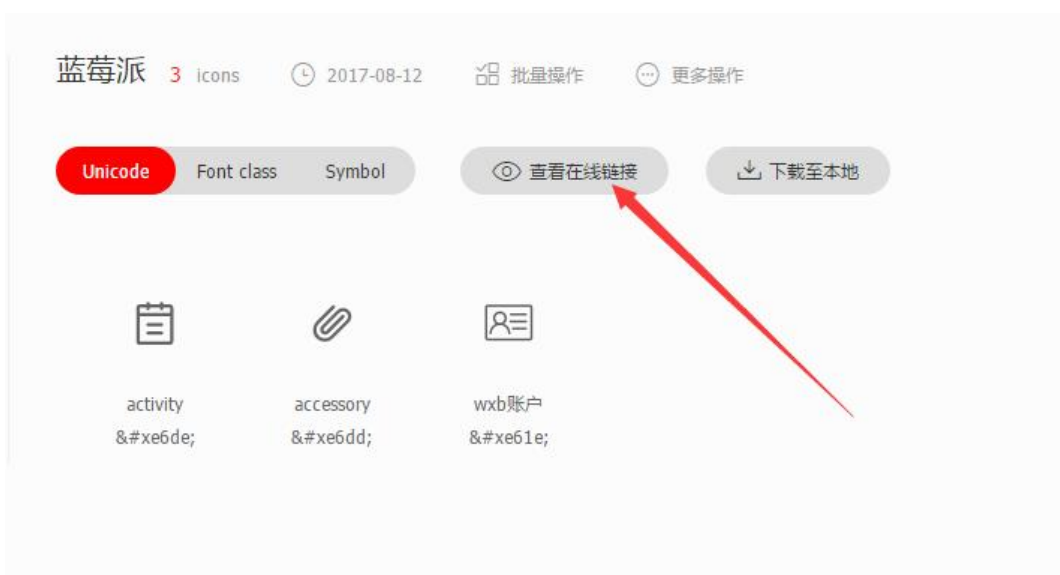 蓝莓派 3 icons 2017-08-12 批量操作 更多操作
Unicode Font class Symbol 查看在线链接 下载至本地
activity accessory wxb账户
&#xe6de; &#xe6dd; &#xe61e;